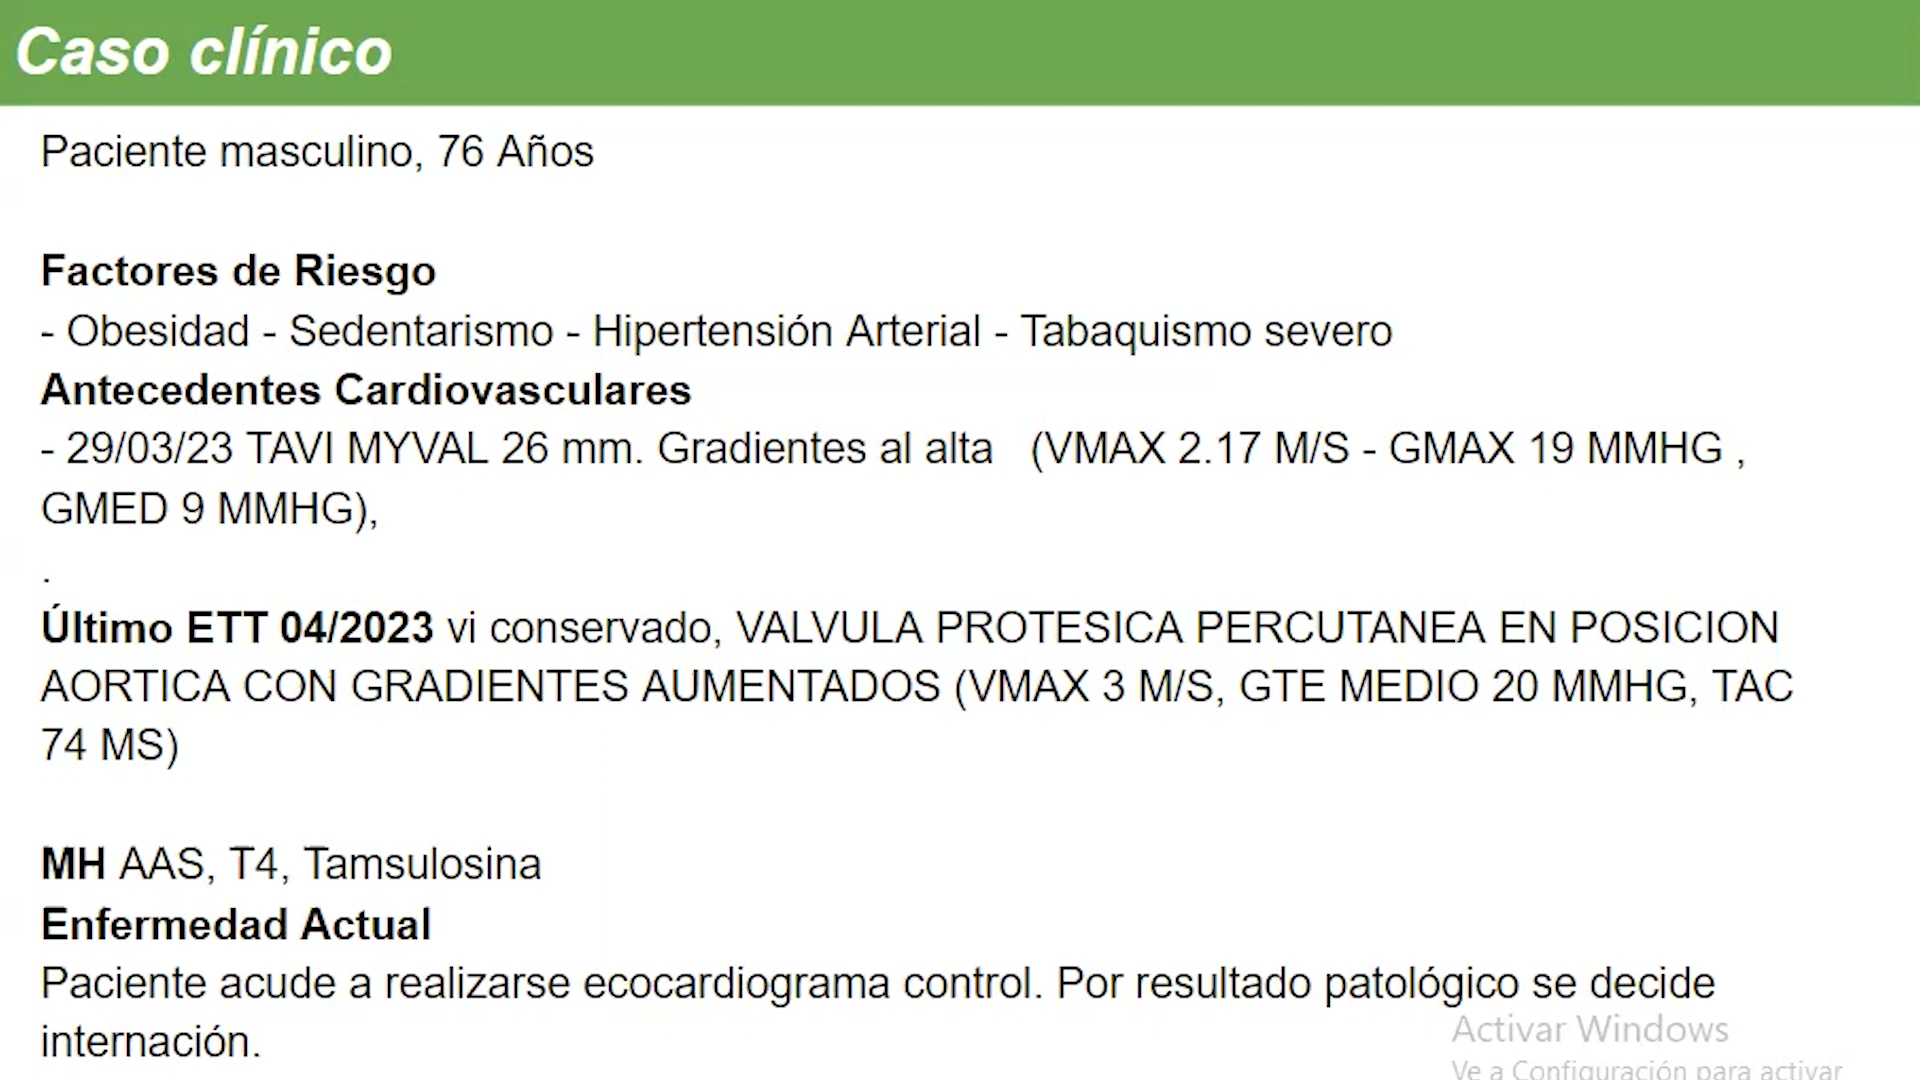 Caso clínico
Paciente masculino, 76 Años
Factores de Riesgo
- Obesidad - Sedentarismo - Hipertensión Arterial - Tabaquismo severo
Antecedentes Cardiovasculares
- 29/03/23 TAVI MYVAL 26 mm. Gradientes al alta (VMAX 2.17 M/S - GMAX 19 MMHG ,
GMED 9 MMHG),
.
Último ETT 04/2023 vi conservado, VALVULA PROTESICA PERCUTANEA EN POSICION
AORTICA CON GRADIENTES AUMENTADOS (VMAX 3 M/S, GTE MEDIO 20 MMHG, TAC
74 MS)
MH AAS, T4, Tamsulosina
Enfermedad Actual
Paciente acude a realizarse ecocardiograma control. Por resultado patológico se decide
internación.
Activar Windows
Ve a Configuración para activar